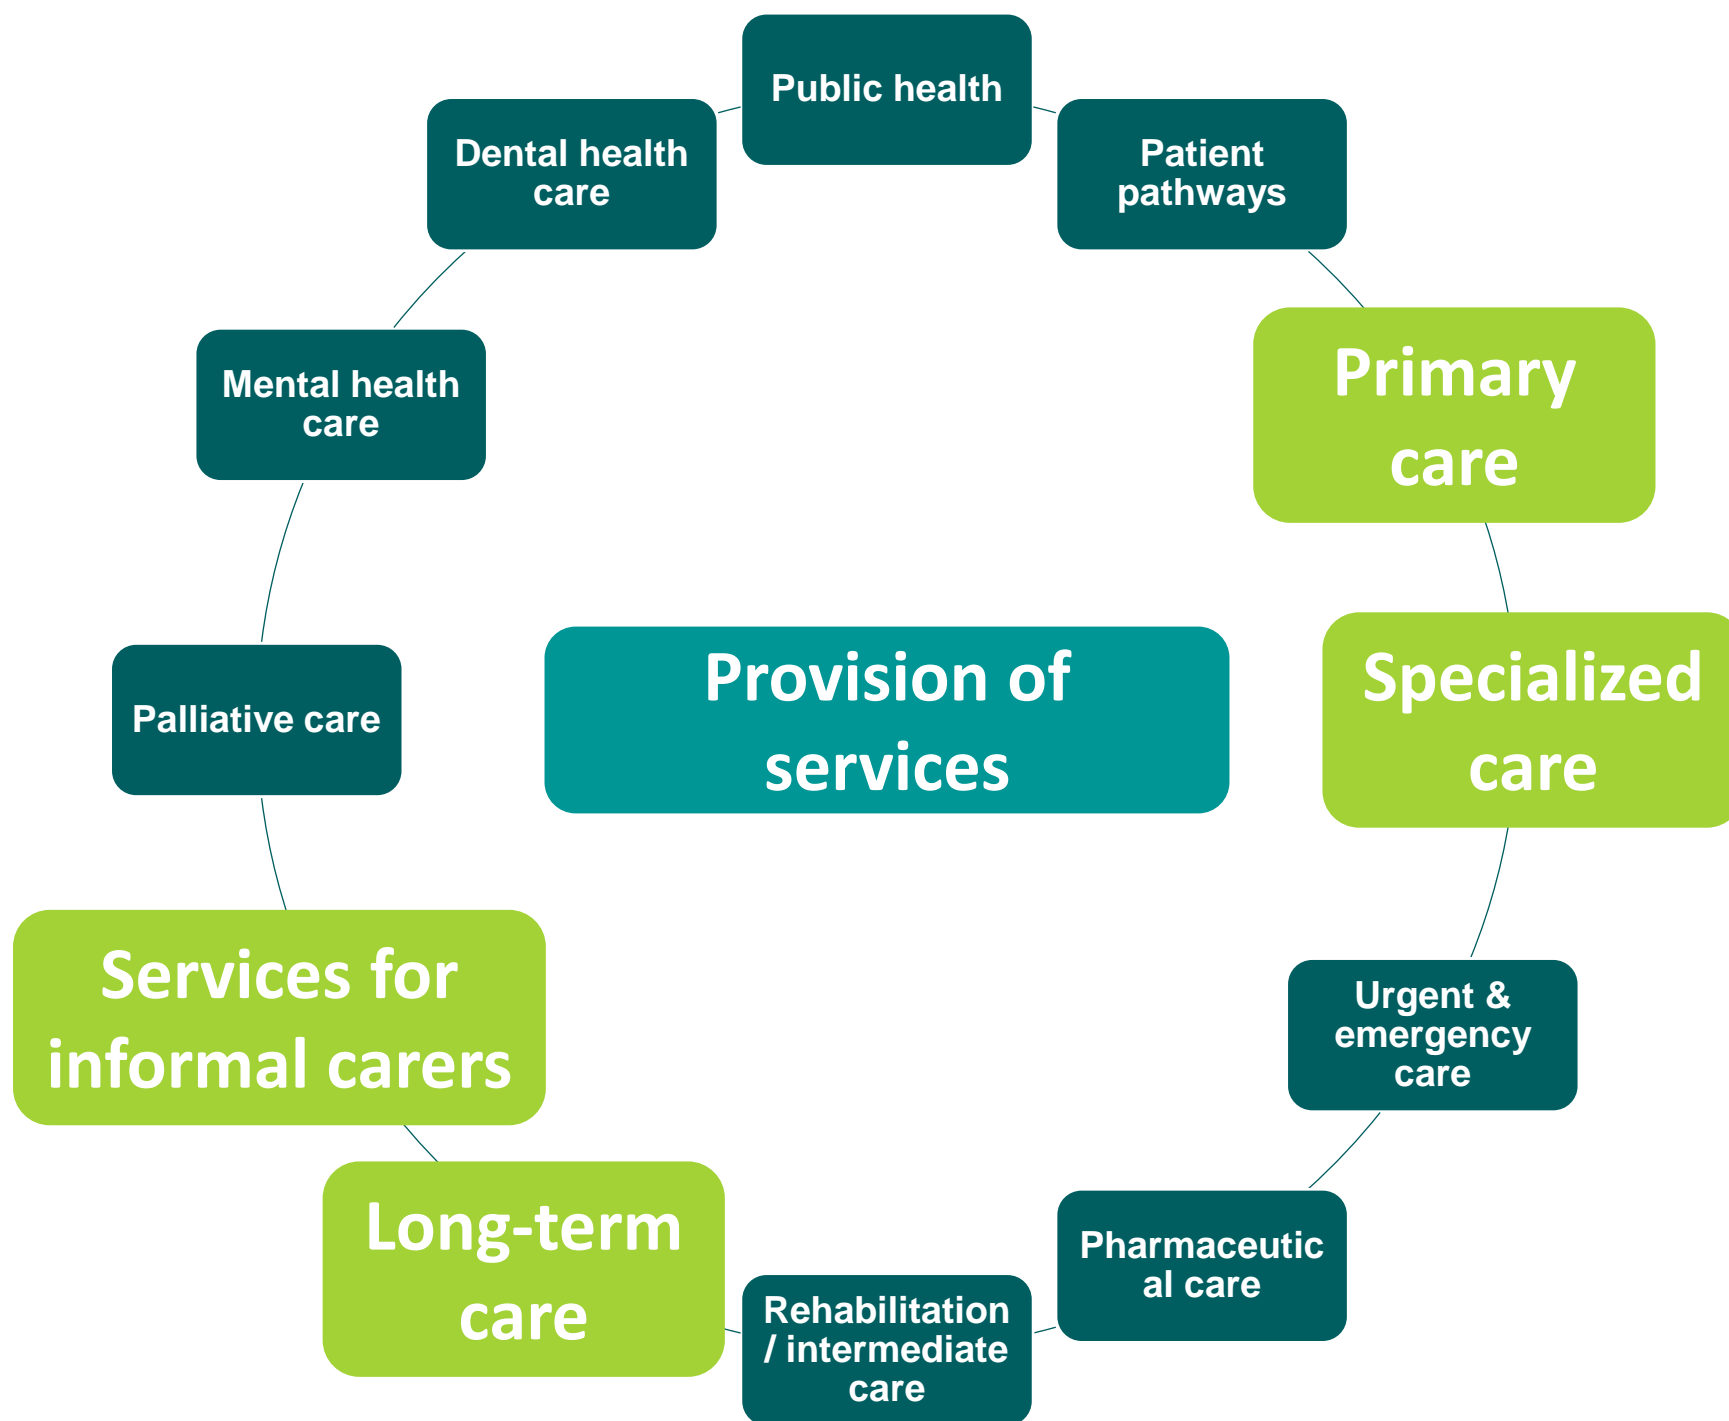 Public health
Patient
pathways
Primary
care
Specialized
care
Urgent &
emergency
care
Pharmaceutic
al care
Rehabilitation
/ intermediate
care
Long-term
care
Services for
informal carers
Palliative care
Mental health
care
Dental health
care
Provision of
services